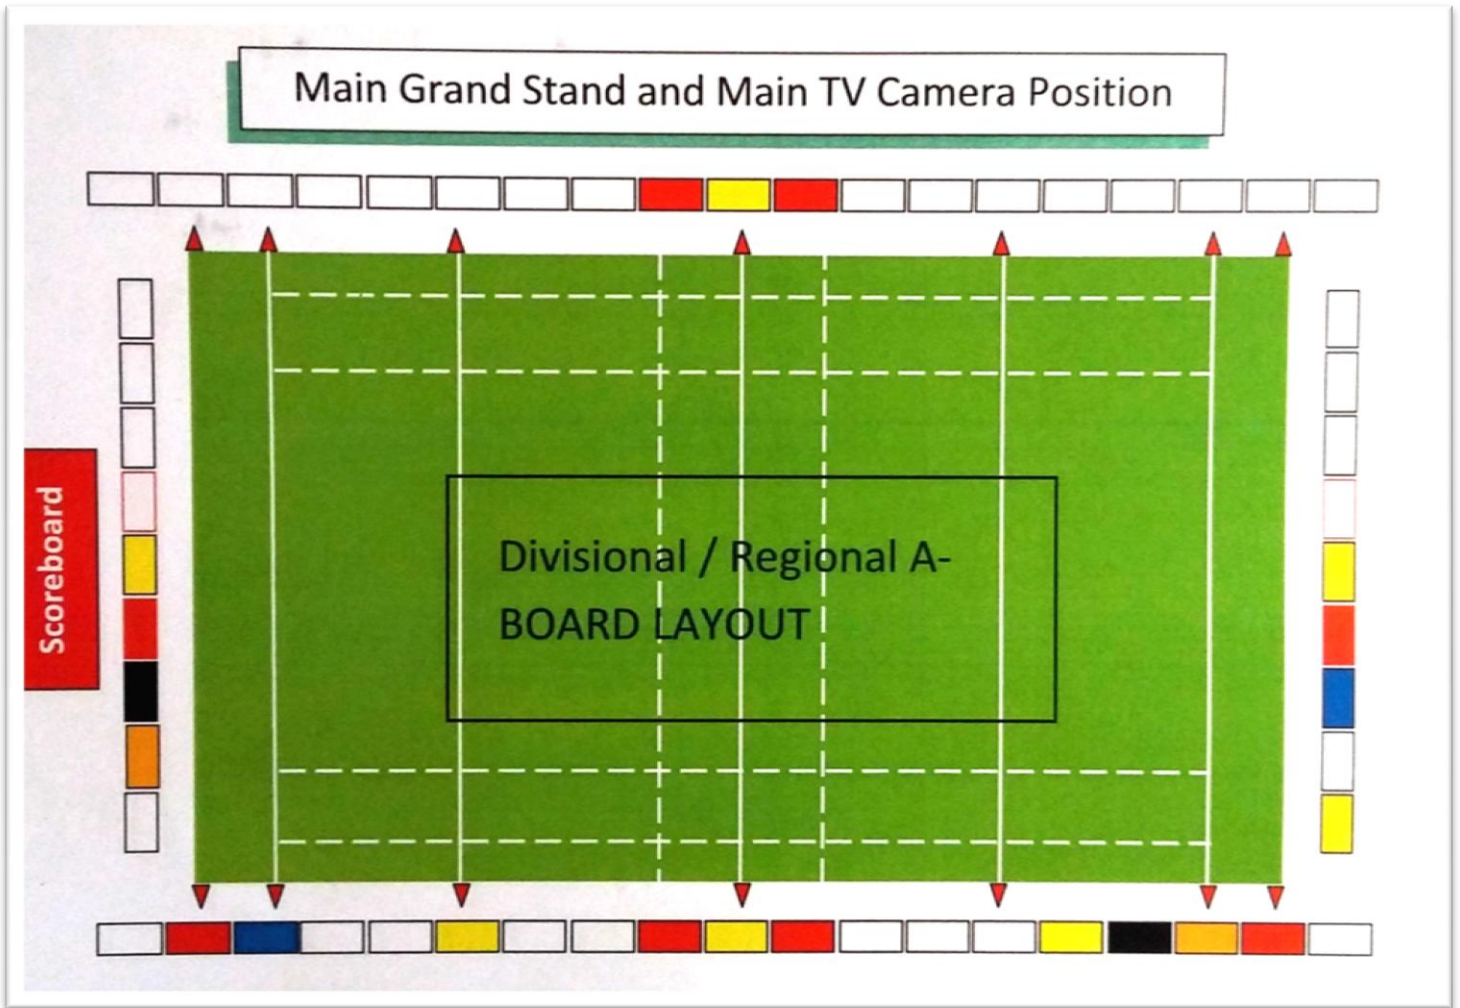 Main Grand Stand and Main TV Camera Position
Scoreboard
Divisional / Regional A-
BOARD LAYOUT